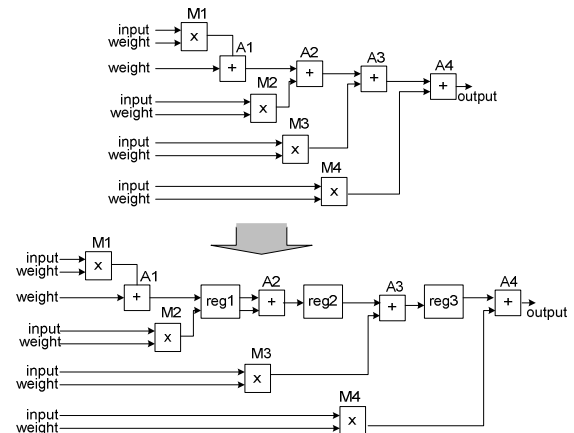 M1
input
weight
x
A1
weight
+
A2
+
A3
+
A4
+
output
M2
input
weight
x
M3
input
weight
x
M4
input
weight
x
M1
input
weight
x
A1
weight
+
reg1
A2
+
reg2
A3
+
reg3
A4
+
output
M2
input
weight
x
M3
input
weight
x
M4
input
weight
x